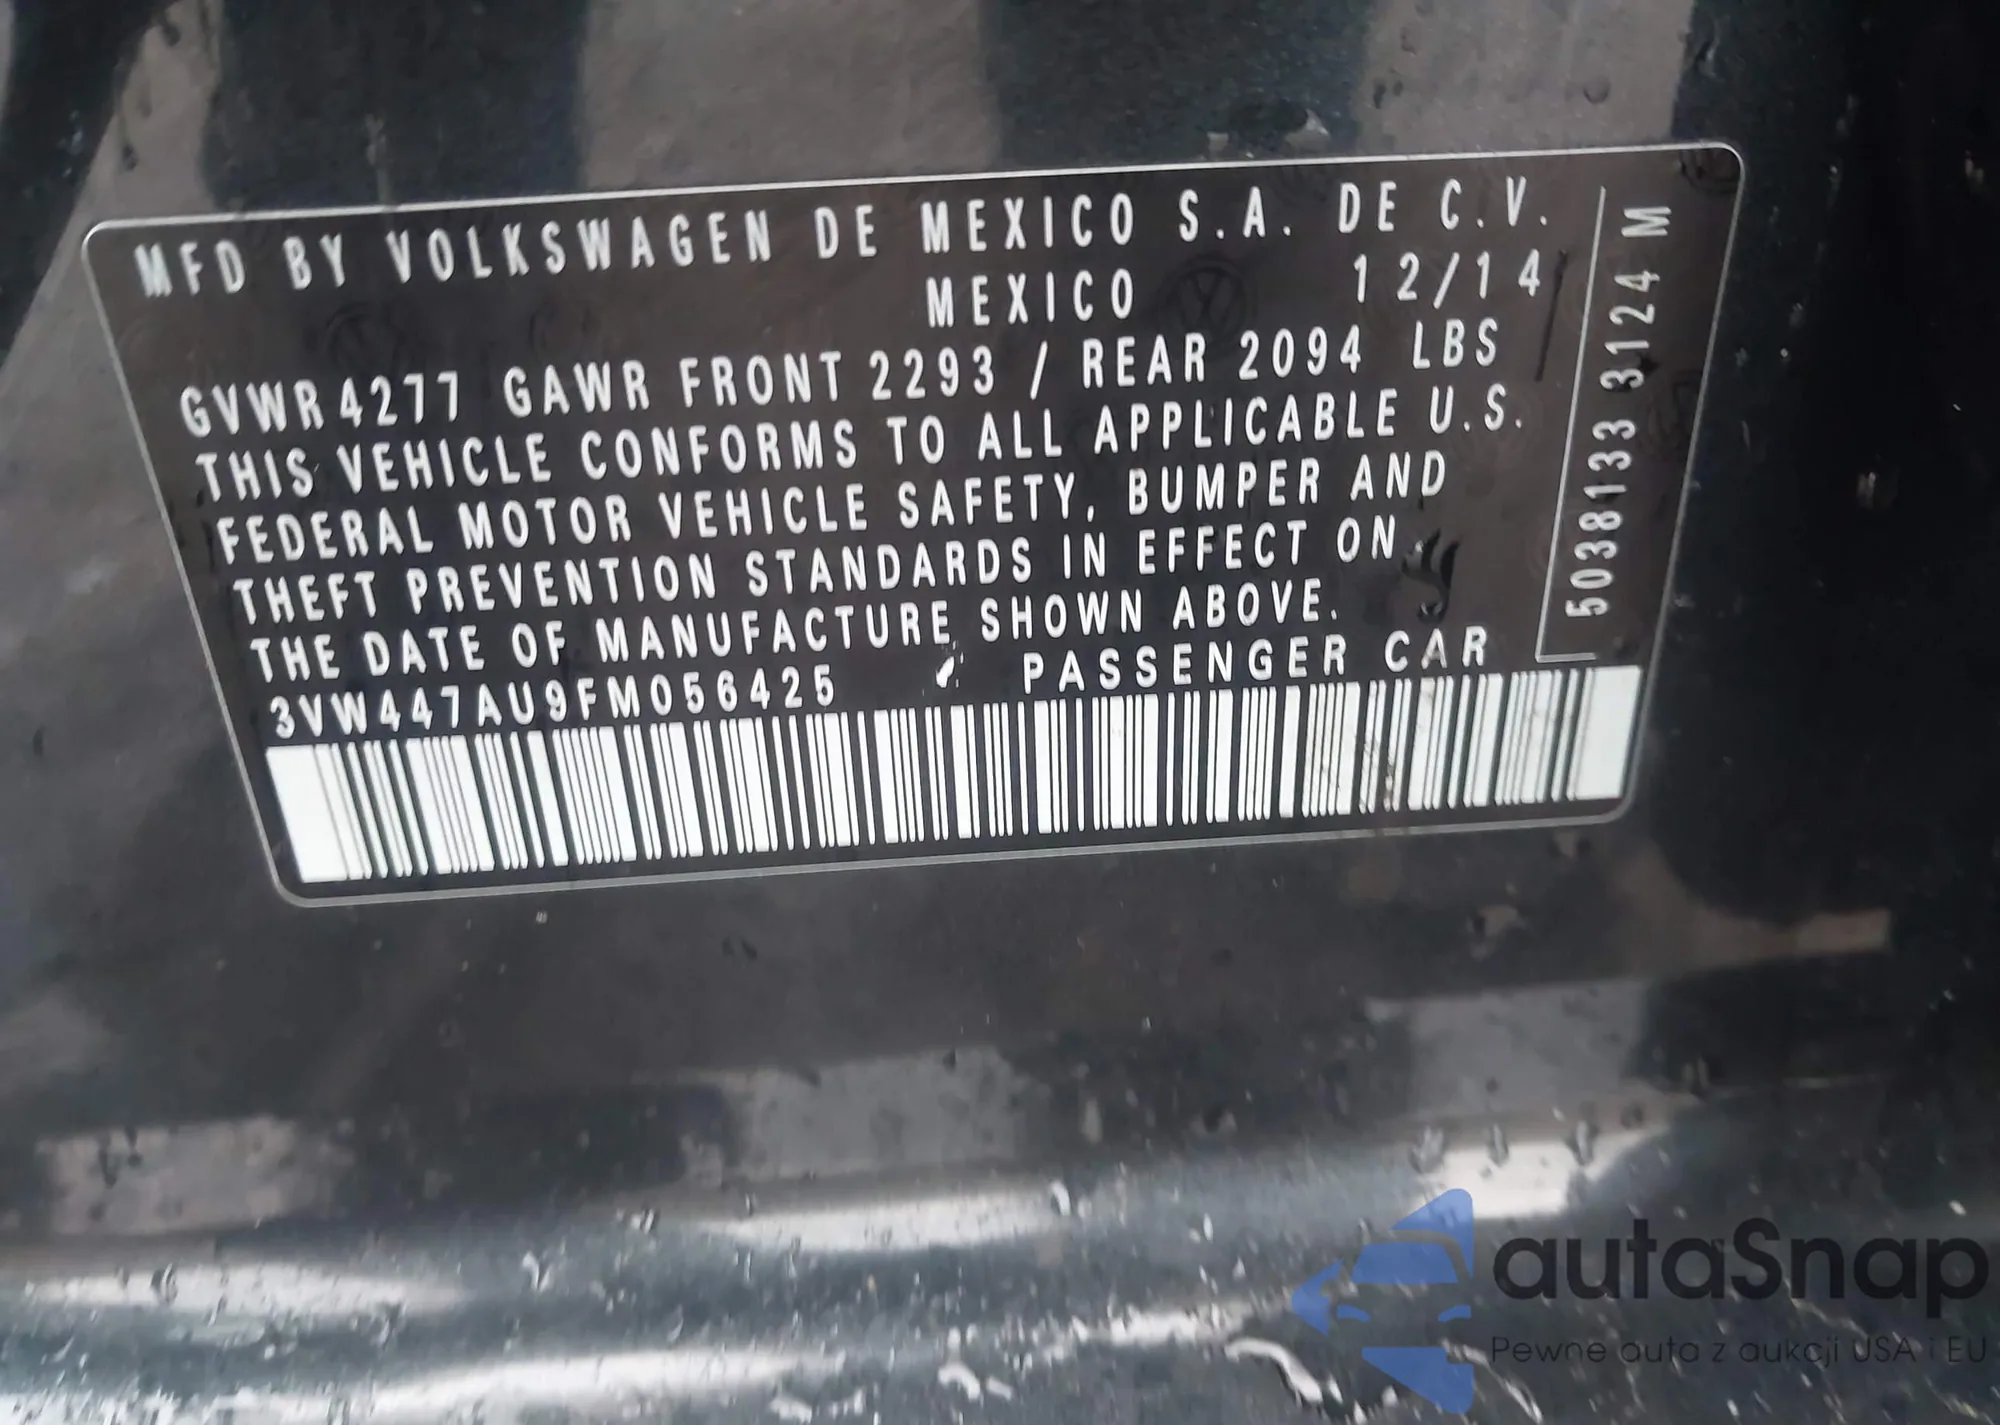 MFD BY VOLKSWAGEN DE MEXICO S.A. DE C.V.
MEXICO 12/14
GVWR 4277 GAWR FRONT 2293 / REAR 2094 LBS
THIS VEHICLE CONFORMS TO ALL APPLICABLE U.S.
FEDERAL MOTOR VEHICLE SAFETY, BUMPER AND
THEFT PREVENTION STANDARDS IN EFFECT ON
THE DATE OF MANUFACTURE SHOWN ABOVE.
3VW447AU9FM056425 PASSENGER CAR
5038133 3124 M
autaSnap
Pewne auta z aukcji USA i EU